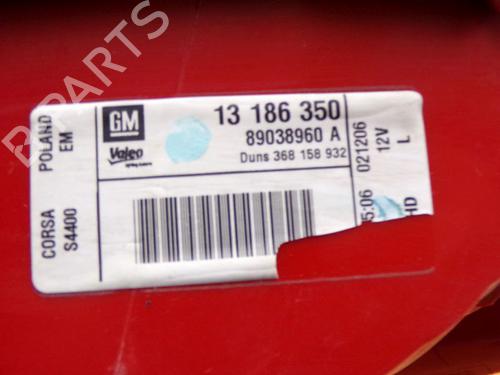 B-PARTS
GM
13 186 350
Valeo
89038960 A
Duns 368 158 932
POLAND
EM
CORSA
S4400
021206
12V
L
5:06
HD